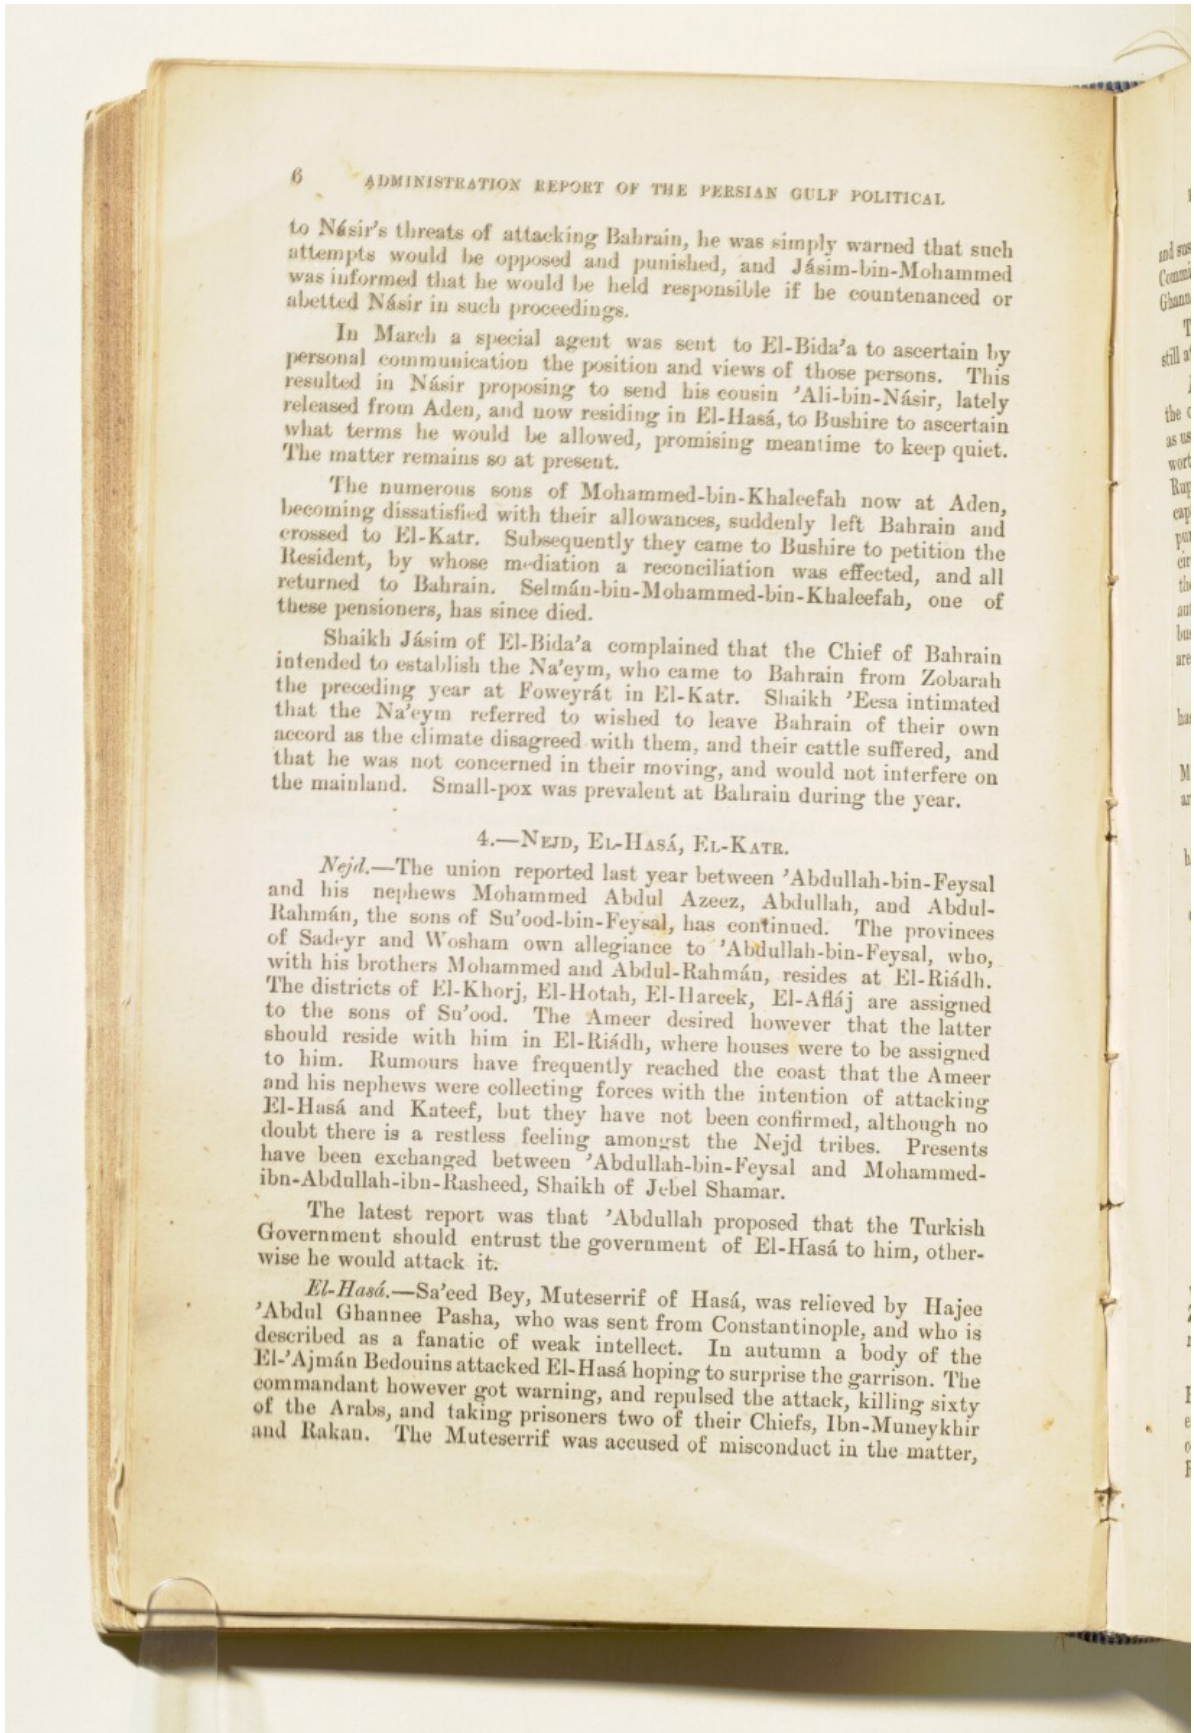 6 ADMINISTRATION REPORT OF THE PERSIAN GULF POLITICAL
to Násir's threats of attacking Bahrain, he was simply warned that such
attempts would be opposed and punished, and Jásim-bin-Mohammed
was informed that he would be held responsible if he countenanced or
abetted Násir in such proceedings.
In March a special agent was sent to El-Bida'a to ascertain by
personal communication the position and views of those persons. This
resulted in Násir proposing to send his cousin 'Ali-bin-Násir, lately
released from Aden, and now residing in El-Hasá, to Bushire to ascertain
what terms he would be allowed, promising meantime to keep quiet.
The matter remains so at present.
The numerous sons of Mohammed-bin-Khaleefah now at Aden,
becoming dissatisfied with their allowances, suddenly left Bahrain and
crossed to El-Katr. Subsequently they came to Bushire to petition the
Resident, by whose mediation a reconciliation was effected, and all
returned to Bahrain. Selmán-bin-Mohammed-bin-Khaleefah, one of
these pensioners, has since died.
Shaikh Jásim of El-Bida'a complained that the Chief of Bahrain
intended to establish the Na'eym, who came to Bahrain from Zobarah
the preceding year at Foweyrát in El-Katr. Shaikh 'Eesa intimated
that the Na'eym referred to wished to leave Bahrain of their own
accord as the climate disagreed with them, and their cattle suffered, and
that he was not concerned in their moving, and would not interfere on
the mainland. Small-pox was prevalent at Bahrain during the year.
4.—NEJD, EL-HASÁ, EL-KATR.
Nejd.—The union reported last year between 'Abdullah-bin-Feysal
and his nephews Mohammed Abdul Azeez, Abdullah, and Abdul-
Rahmán, the sons of Su'ood-bin-Feysal, has continued. The provinces
of Sadeyr and Wosham own allegiance to 'Abdullah-bin-Feysal, who,
with his brothers Mohammed and Abdul-Rahmán, resides at El-Riádh.
The districts of El-Khorj, El-Hotah, El-Hareek, El-Afláj are assigned
to the sons of Su'ood. The Ameer desired however that the latter
should reside with him in El-Riádh, where houses were to be assigned
to him. Rumours have frequently reached the coast that the Ameer
and his nephews were collecting forces with the intention of attacking
El-Hasá and Kateef, but they have not been confirmed, although no
doubt there is a restless feeling amongst the Nejd tribes. Presents
have been exchanged between 'Abdullah-bin-Feysal and Mohammed-
ibn-Abdullah-ibn-Rasheed, Shaikh of Jebel Shamar.
The latest report was that 'Abdullah proposed that the Turkish
Government should entrust the government of El-Hasá to him, other-
wise he would attack it.
El-Hasá.—Sa'eed Bey, Muteserrif of Hasá, was relieved by Hajee
'Abdul Ghannee Pasha, who was sent from Constantinople, and who is
described as a fanatic of weak intellect. In autumn a body of the
El-'Ajmán Bedouins attacked El-Hasá hoping to surprise the garrison. The
commandant however got warning, and repulsed the attack, killing sixty
of the Arabs, and taking prisoners two of their Chiefs, Ibn-Muneykhir
and Rakan. The Muteserrif was accused of misconduct in the matter,